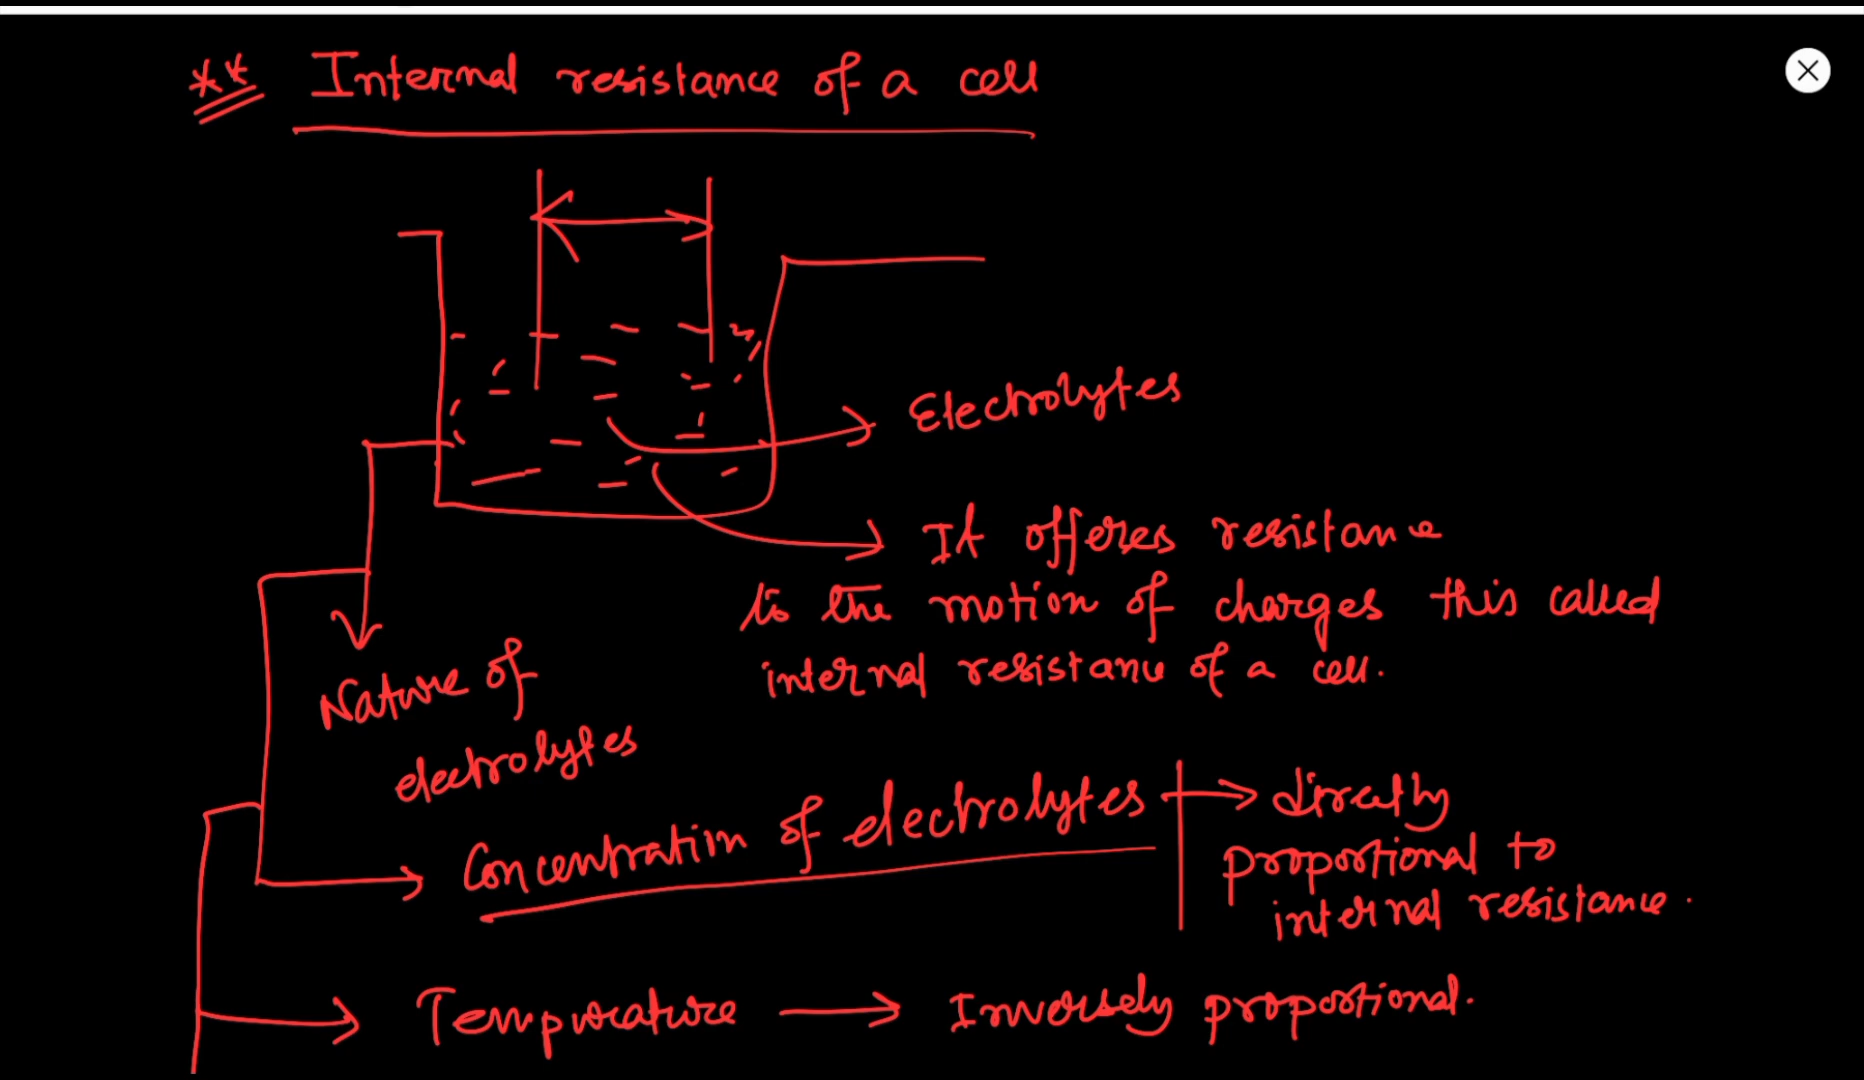 ** Internal resistance of a cell
Electrolytes
It offeres resistance
to the motion of charges this called
internal resistance of a cell.
Nature of
electrolytes
Concentration of electrolytes → directly
proportional to
internal resistance.
Temperature → Inversely proportional.